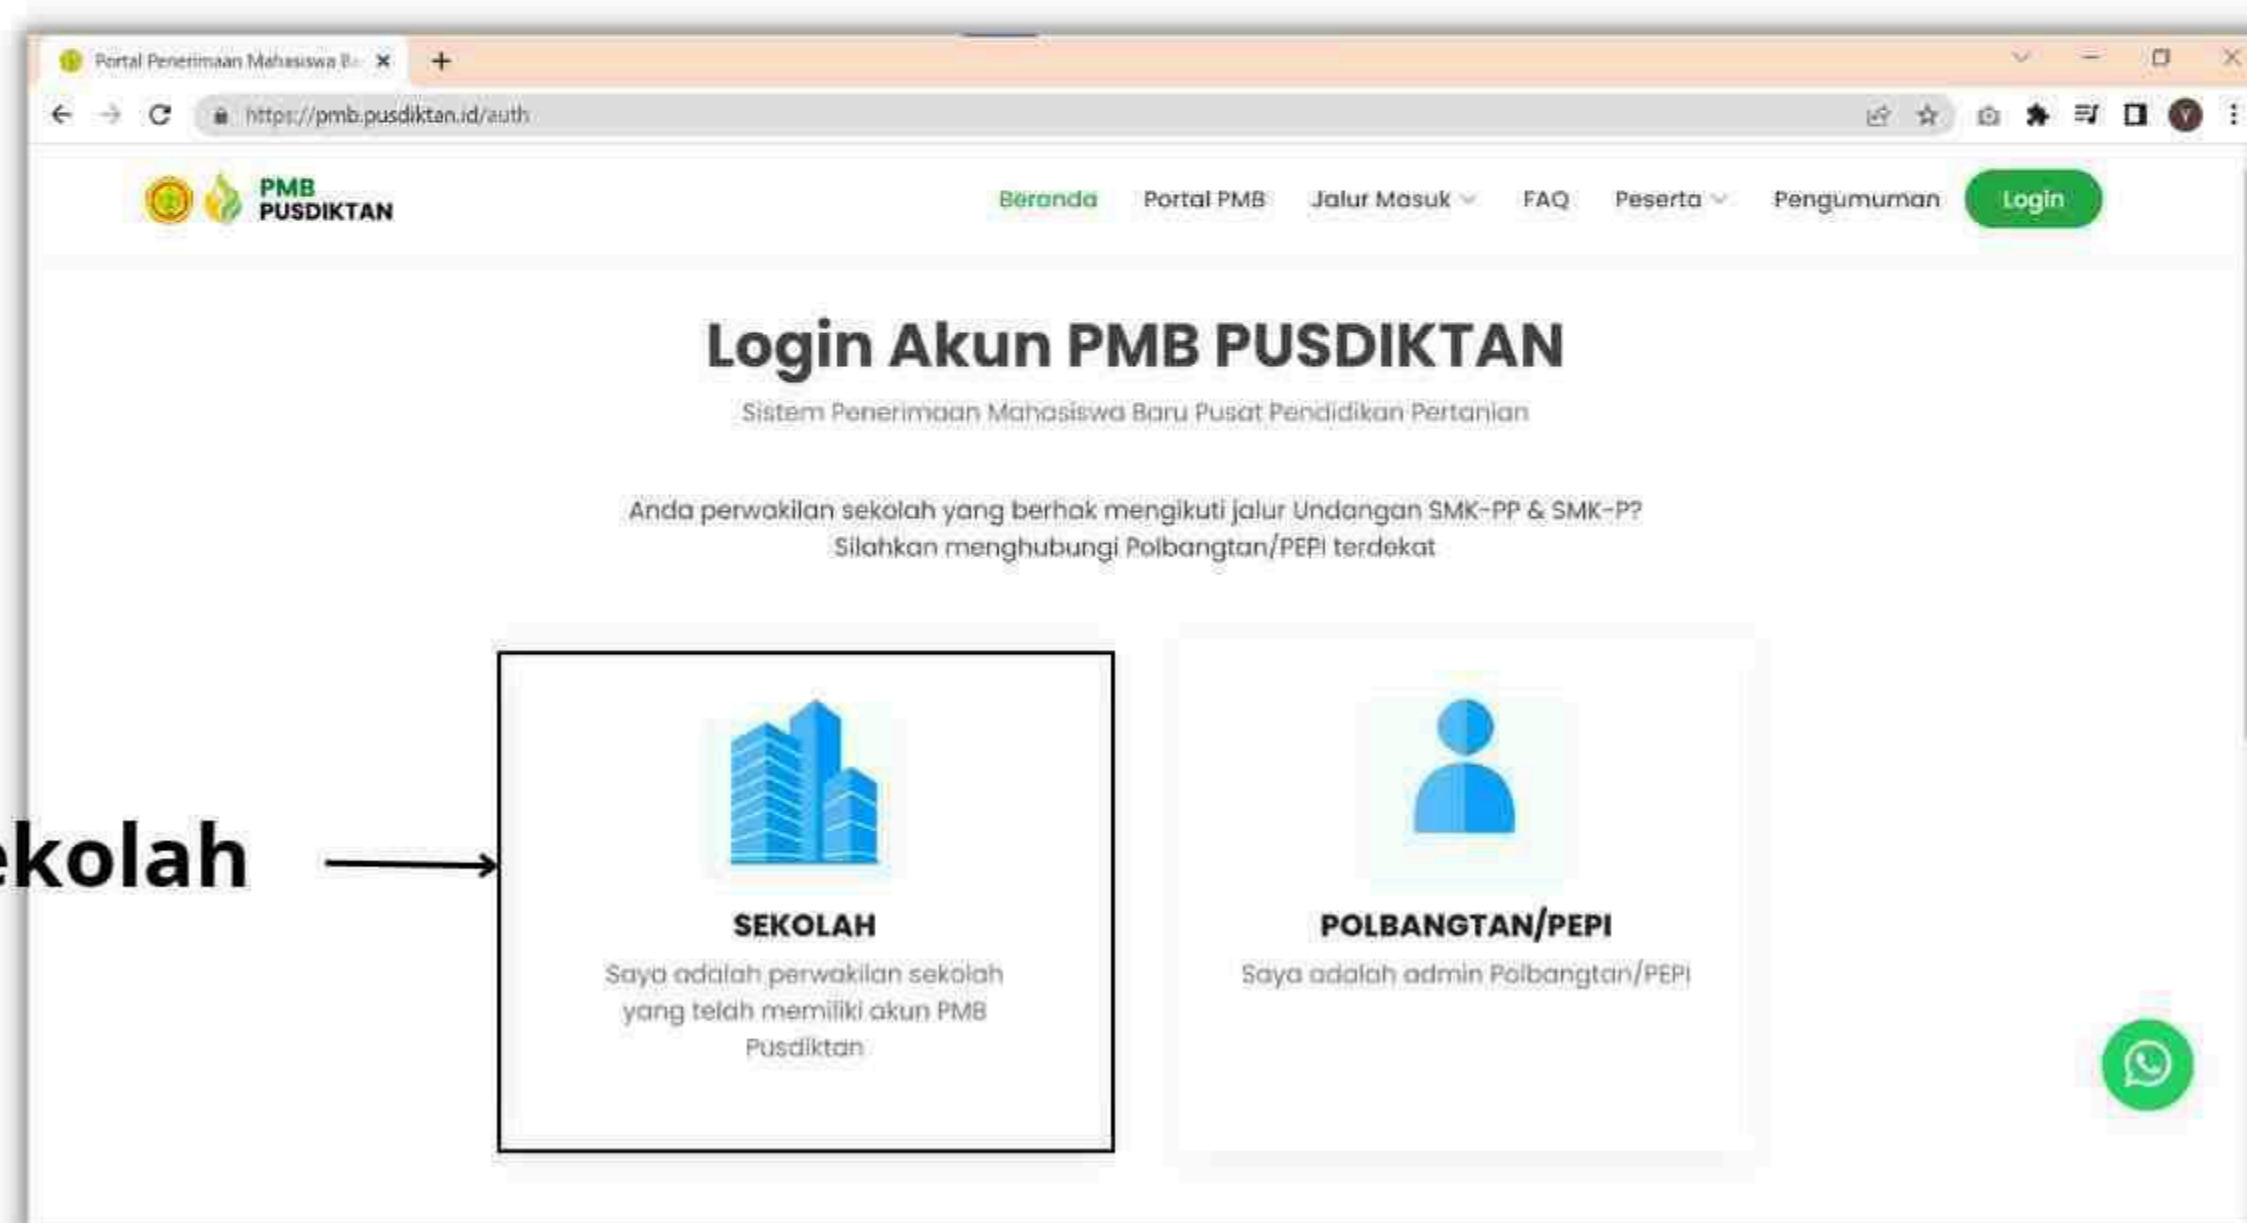 Portal Penerimaan Mahasiswa Ba
https://pmb.pusdiktan.id/auth
V
PMB
PUSDIKTAN
Beranda Portal PMB Jalur Masuk FAQ Peserta Pengumuman Login
Login Akun PMB PUSDIKTAN
Sistem Penerimaan Mahasiswa Baru Pusat Pendidikan Pertanian
Anda perwakilan sekolah yang berhak mengikuti jalur Undangan SMK-PP & SMK-P?
Silahkan menghubungi Polbangtan/PEPI terdekat
ekolah
SEKOLAH
Saya adalah perwakilan sekolah
yang telah memiliki akun PMB
Pusdiktan
POLBANGTAN/PEPI
Saya adalah admin Polbangtan/PEPI